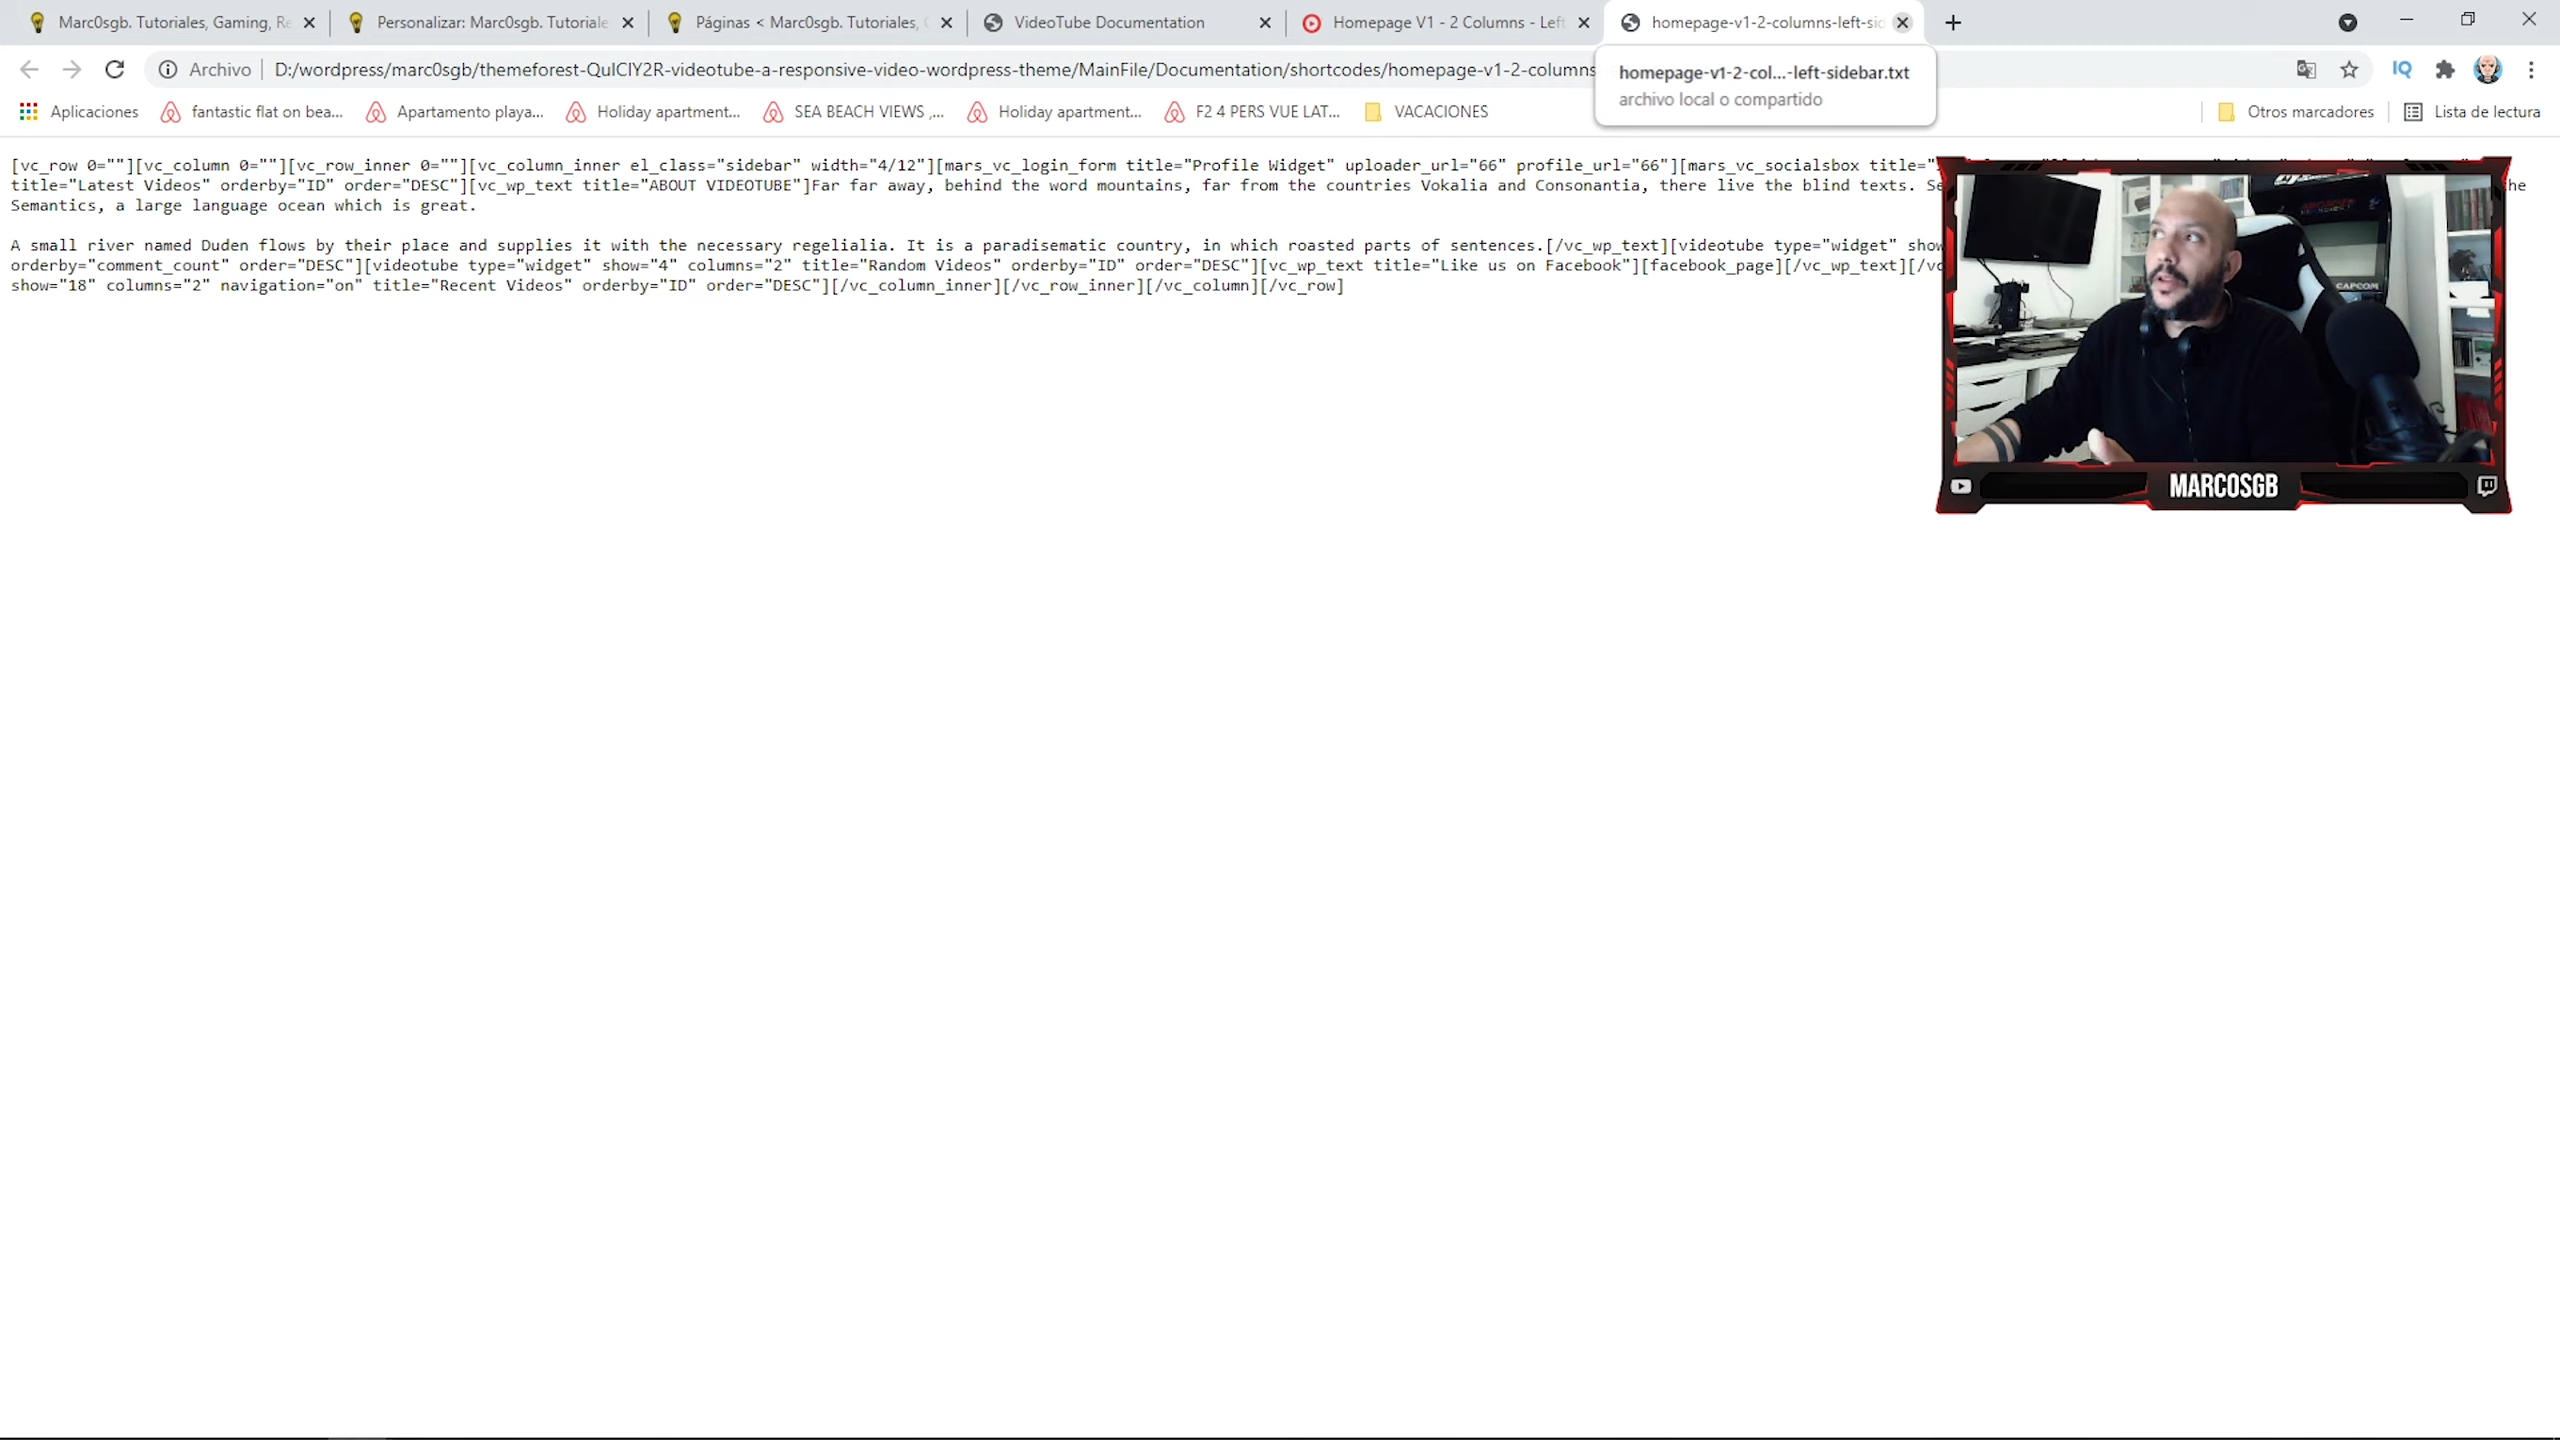 Marc0sgb. Tutoriales, Gaming, Re
Personalizar: Marc0sgb. Tutoriale
Páginas < Marc0sgb. Tutoriales,
VideoTube Documentation
Homepage V1 - 2 Columns - Left
homepage-v1-2-columns-left-sid
Archivo
D:/wordpress/marc0sgb/themeforest-QuICIY2R-videotube-a-responsive-video-wordpress-theme/MainFile/Documentation/shortcodes/homepage-v1-2-columns
IQ
homepage-v1-2-col...-left-sidebar.txt
archivo local o compartido
Aplicaciones
fantastic flat on bea...
Apartamento playa...
Holiday apartment...
SEA BEACH VIEWS ,...
Holiday apartment...
F2 4 PERS VUE LAT...
VACACIONES
Otros marcadores
Lista de lectura
[vc_row 0=""][vc_column 0=""][vc_row_inner 0=""][vc_column_inner el_class="sidebar" width="4/12"][mars_vc_login_form title="Profile Widget" uploader_url="66" profile_url="66"][mars_vc_socialsbox title="
title="Latest Videos" orderby="ID" order="DESC"][vc_wp_text title="ABOUT VIDEOTUBE"]Far far away, behind the word mountains, far from the countries Vokalia and Consonantia, there live the blind texts. Se
Semantics, a large language ocean which is great.
A small river named Duden flows by their place and supplies it with the necessary regelialia. It is a paradisematic country, in which roasted parts of sentences.[/vc_wp_text][videotube type="widget" show
orderby="comment_count" order="DESC"][videotube type="widget" show="4" columns="2" title="Random Videos" orderby="ID" order="DESC"][vc_wp_text title="Like us on Facebook"][facebook_page][/vc_wp_text][/vc
show="18" columns="2" navigation="on" title="Recent Videos" orderby="ID" order="DESC"][/vc_column_inner][/vc_row_inner][/vc_column][/vc_row]
CAPCOM
MARCOSGB